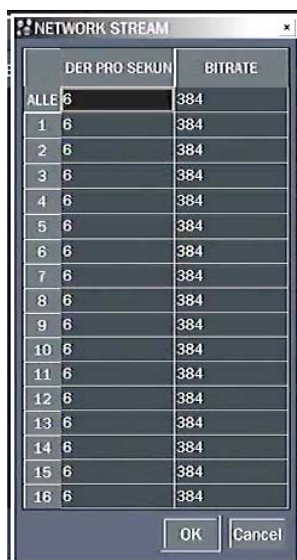 NETWORK STREAM
DER PRO SEKUN BITRATE
ALLE 6 384
1 6 384
2 6 384
3 6 384
4 6 384
5 6 384
6 6 384
7 6 384
8 6 384
9 6 384
10 6 384
11 6 384
12 6 384
13 6 384
14 6 384
15 6 384
16 6 384
OK Cancel